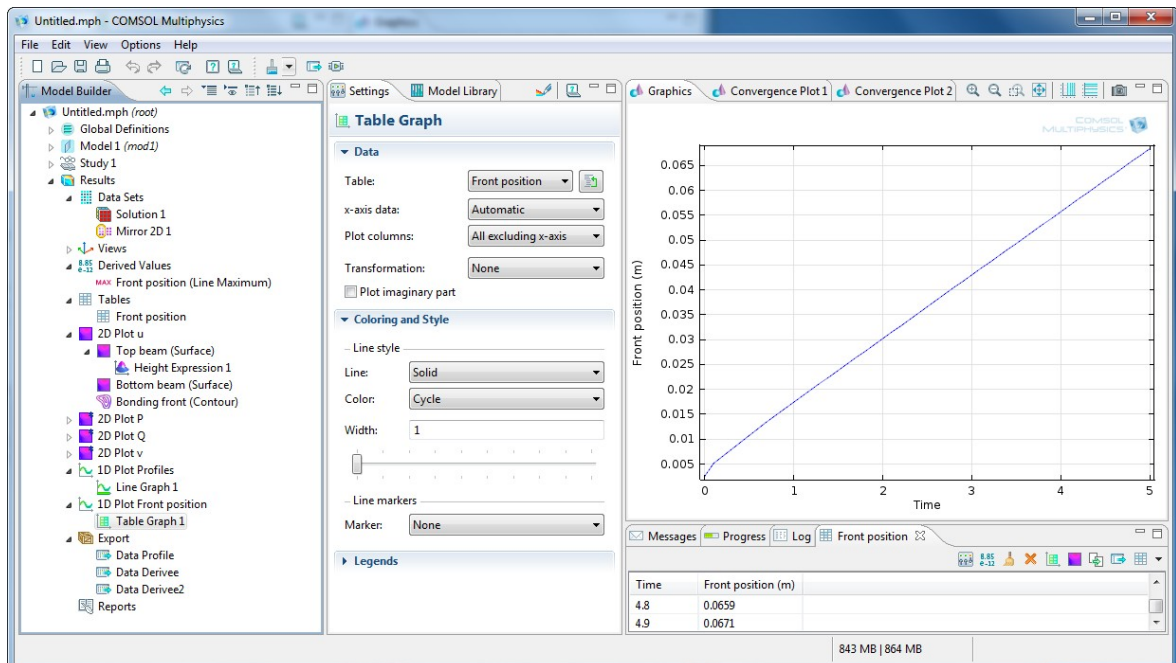 Untitled.mph - COMSOL Multiphysics
File Edit View Options Help
Model Builder
Untitled.mph (root)
Global Definitions
Model 1 (mod1)
Study 1
Results
Data Sets
Solution 1
Mirror 2D 1
Views
8.85
e-12
Derived Values
MAX Front position (Line Maximum)
Tables
Front position
2D Plot u
Top beam (Surface)
Height Expression 1
Bottom beam (Surface)
Bonding front (Contour)
2D Plot P
2D Plot Q
2D Plot v
1D Plot Profiles
Line Graph 1
1D Plot Front position
Table Graph 1
Export
Data Profile
Data Derivee
Data Derivee2
Reports
Settings Model Library
Table Graph
Data
Table: Front position
x-axis data: Automatic
Plot columns: All excluding x-axis
Transformation: None
Plot imaginary part
Coloring and Style
Line style
Line: Solid
Color: Cycle
Width: 1
Line markers
Marker: None
Legends
Graphics Convergence Plot 1 Convergence Plot 2
COMSOL
MULTIPHYSICS
0.065
0.06
0.055
0.05
0.045
0.04
0.035
0.03
0.025
0.02
0.015
0.01
0.005
Front position (m)
0 1 2 3 4 5
Time
Messages Progress Log Front position
8.85
e-12
Time Front position (m)
4.8 0.0659
4.9 0.0671
843 MB | 864 MB